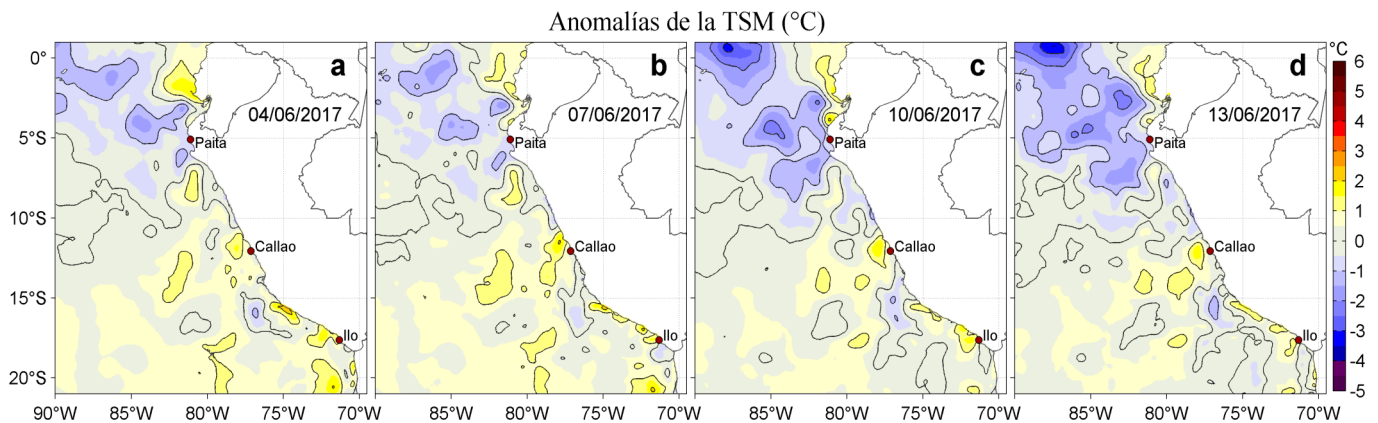 Anomalías de la TSM (°C)
a b c d
04/06/2017 07/06/2017 10/06/2017 13/06/2017
Paita Paita Paita Paita
Callao Callao Callao Callao
Ilo Ilo Ilo Ilo
0°
5°S
10°S
15°S
20°S
90°W 85°W 80°W 75°W 70°W 85°W 80°W 75°W 70°W 85°W 80°W 75°W 70°W 85°W 80°W 75°W 70°W
°C
6
5
4
3
2
1
0
-1
-2
-3
-4
-5